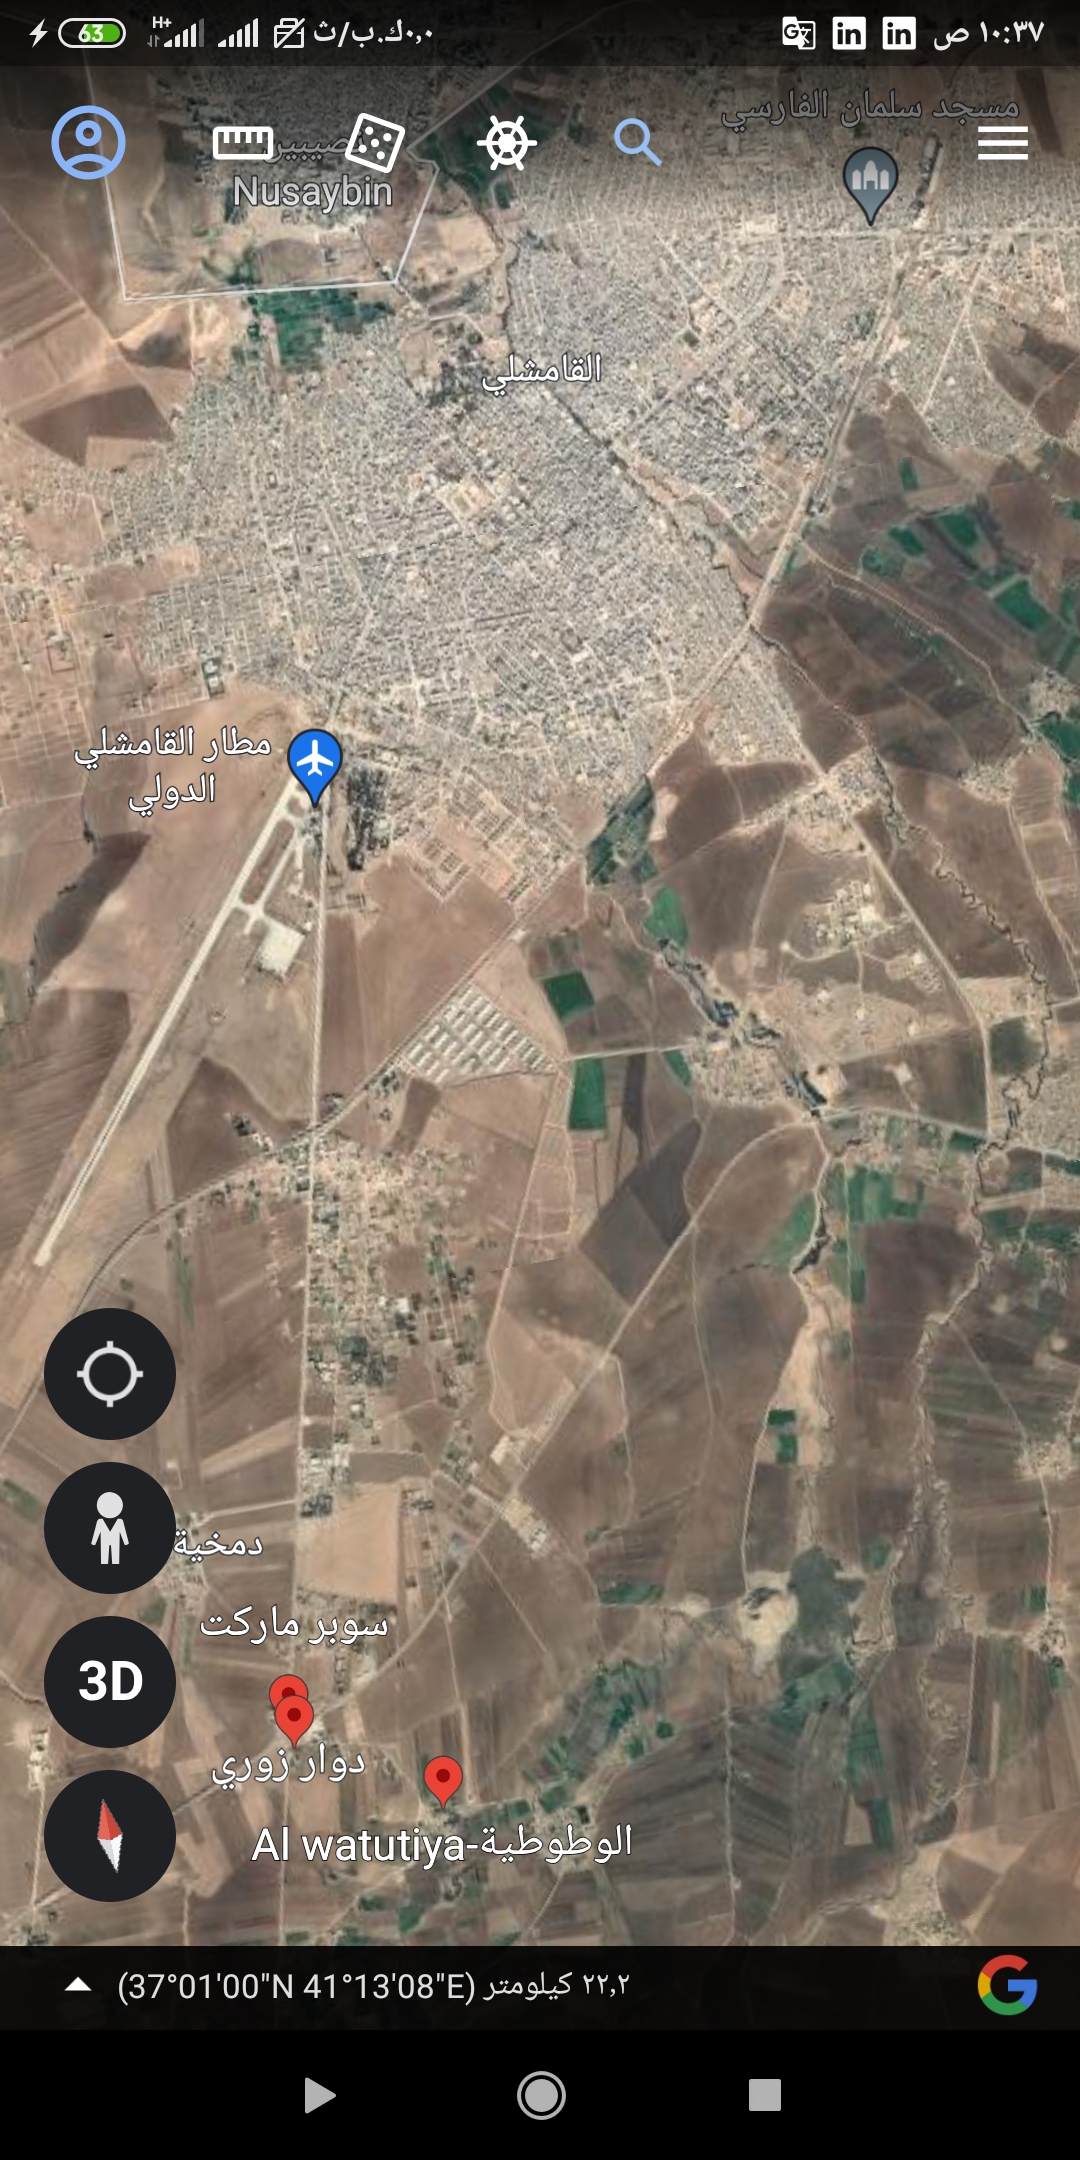 63 H+ ٠,٠ك.ب/ث ١٠:٣٧ ص
مسجد سلمان الفارسي
Nusaybin
القامشلي
مطار القامشلي
الدولي
دمخية
سوبر ماركت
دوار زوري
Al watutiya-الوطوطية
3D
٢٢,٢ كيلومتر (37°01'00"N 41°13'08"E)